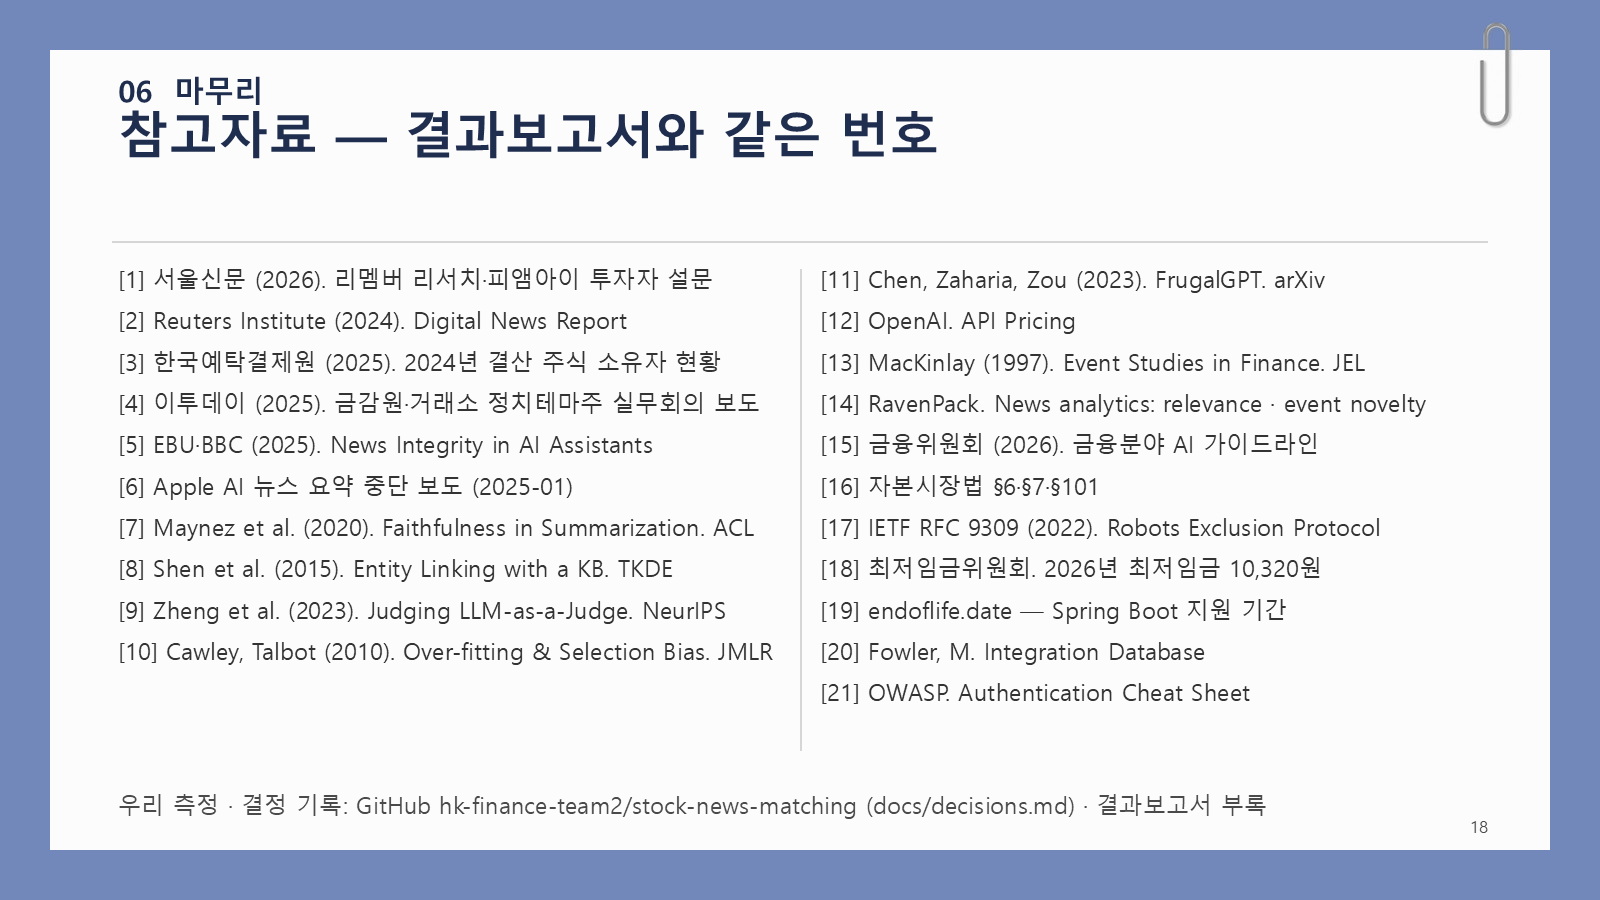 06 마무리
참고자료 — 결과보고서와 같은 번호
[1] 서울신문 (2026). 리멤버 리서치·피앰아이 투자자 설문
[2] Reuters Institute (2024). Digital News Report
[3] 한국예탁결제원 (2025). 2024년 결산 주식 소유자 현황
[4] 이투데이 (2025). 금감원·거래소 정치테마주 실무회의 보도
[5] EBU·BBC (2025). News Integrity in AI Assistants
[6] Apple AI 뉴스 요약 중단 보도 (2025-01)
[7] Maynez et al. (2020). Faithfulness in Summarization. ACL
[8] Shen et al. (2015). Entity Linking with a KB. TKDE
[9] Zheng et al. (2023). Judging LLM-as-a-Judge. NeurIPS
[10] Cawley, Talbot (2010). Over-fitting & Selection Bias. JMLR
[11] Chen, Zaharia, Zou (2023). FrugalGPT. arXiv
[12] OpenAI. API Pricing
[13] MacKinlay (1997). Event Studies in Finance. JEL
[14] RavenPack. News analytics: relevance · event novelty
[15] 금융위원회 (2026). 금융분야 AI 가이드라인
[16] 자본시장법 §6·§7·§101
[17] IETF RFC 9309 (2022). Robots Exclusion Protocol
[18] 최저임금위원회. 2026년 최저임금 10,320원
[19] endoflife.date — Spring Boot 지원 기간
[20] Fowler, M. Integration Database
[21] OWASP. Authentication Cheat Sheet
우리 측정 · 결정 기록: GitHub hk-finance-team2/stock-news-matching (docs/decisions.md) · 결과보고서 부록
18